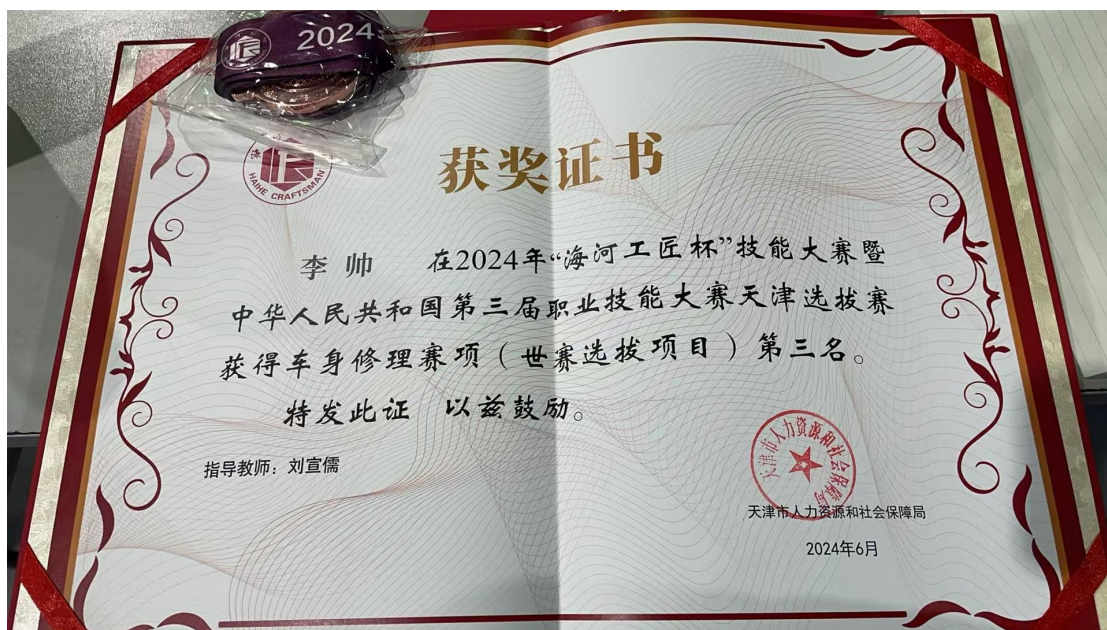 2024
HAIHE CRAFTSMAN
获奖证书
李帅 在2024年“海河工匠杯”技能大赛暨
中华人民共和国第三届职业技能大赛天津选拔赛
获得车身修理赛项（世赛选拔项目）第三名。
特发此证 以兹鼓励。
指导教师：刘宣儒
天津市人力资源和社会保障局
天津市人力资源和社会保障局
2024年6月